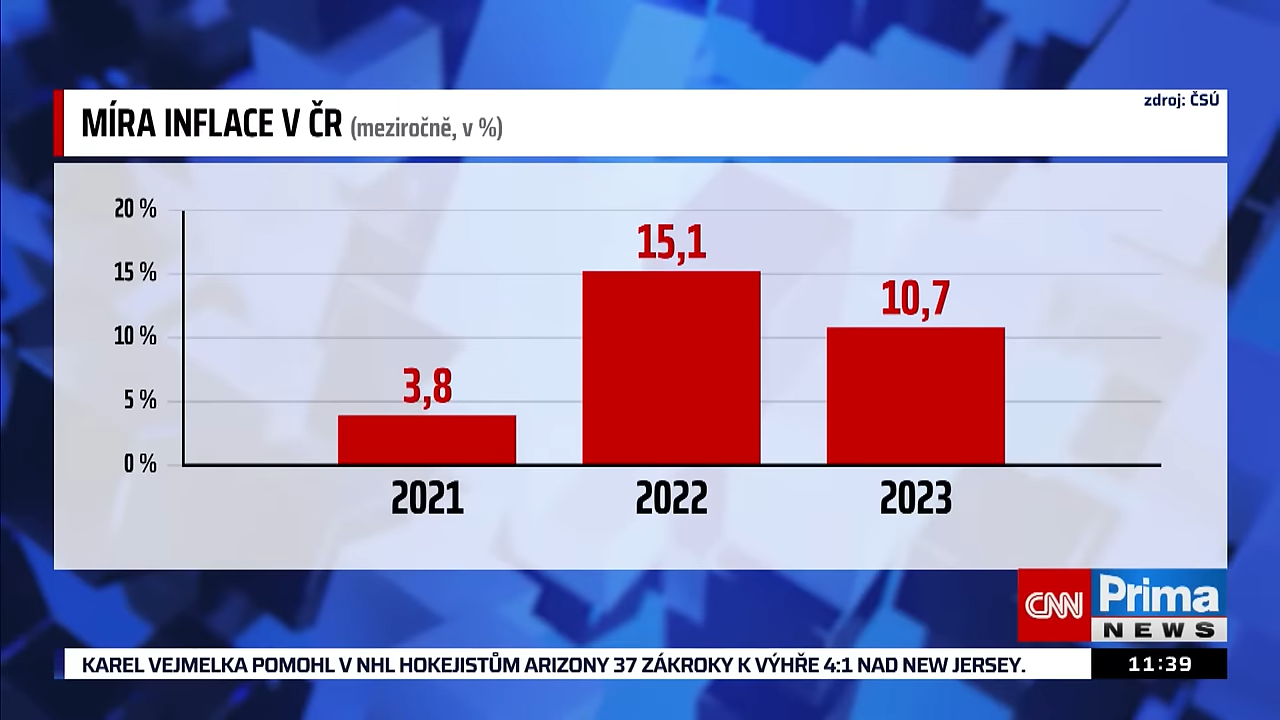 MÍRA INFLACE V ČR (meziročně, v %)
zdroj: ČSÚ
20 %
15 %
10 %
5 %
0 %
3,8
15,1
10,7
2021
2022
2023
CNN Prima
NEWS
KAREL VEJMELKA POMOHL V NHL HOKEJISTŮM ARIZONY 37 ZÁKROKY K VÝHŘE 4:1 NAD NEW JERSEY.
11:39